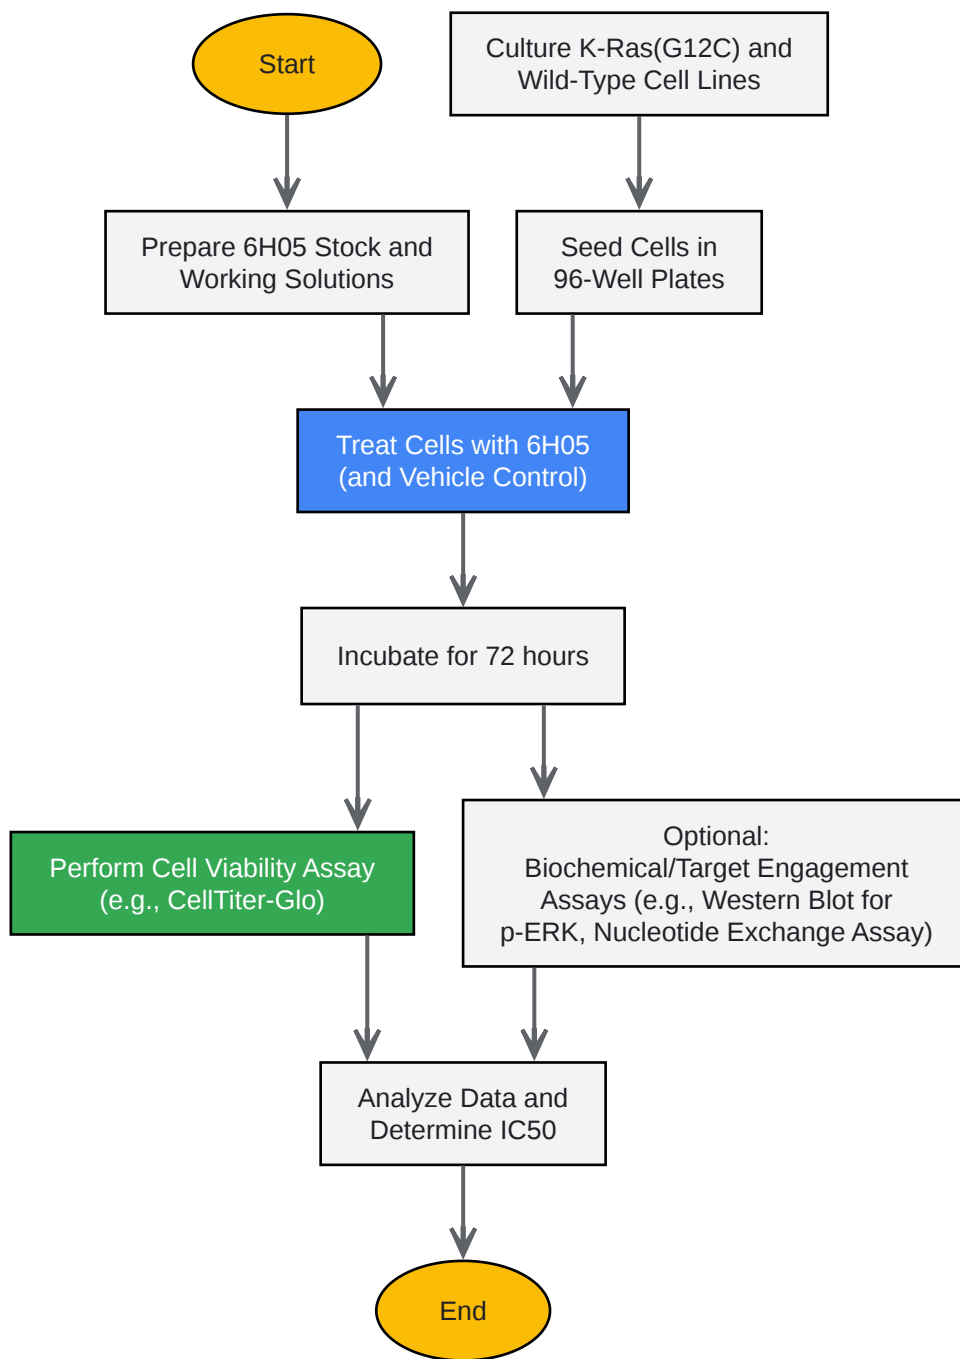 Start
Culture K-Ras(G12C) and
Wild-Type Cell Lines
Prepare 6H05 Stock and
Working Solutions
Seed Cells in
96-Well Plates
Treat Cells with 6H05
(and Vehicle Control)
Incubate for 72 hours
Perform Cell Viability Assay
(e.g., CellTiter-Glo)
Optional:
Biochemical/Target Engagement
Assays (e.g., Western Blot for
p-ERK, Nucleotide Exchange Assay)
Analyze Data and
Determine IC50
End